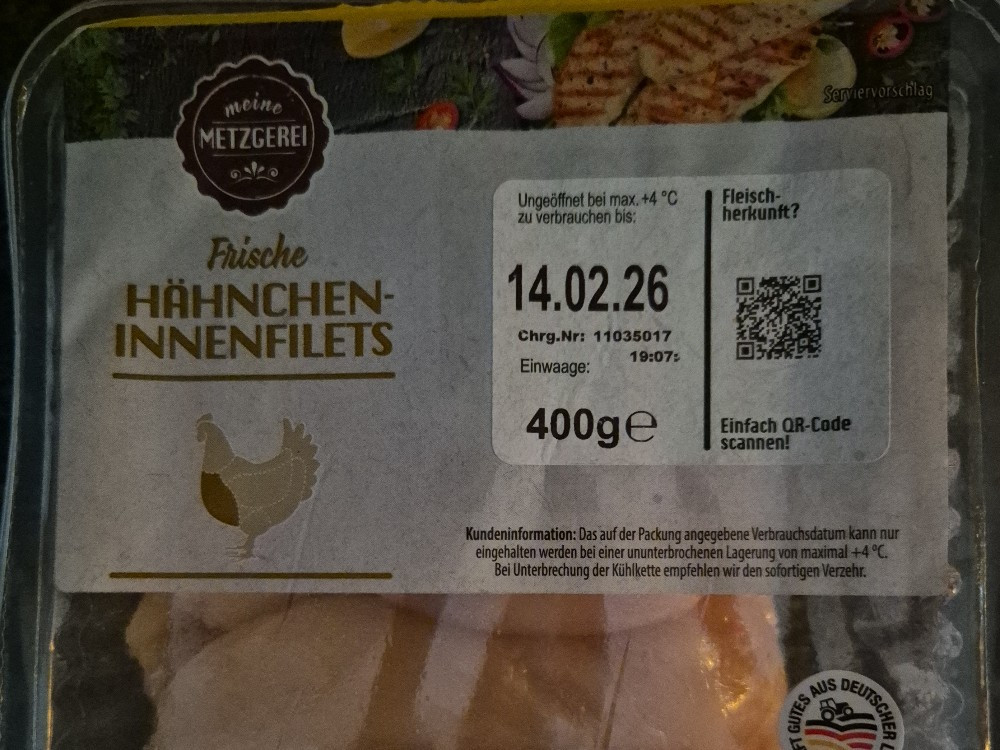 Serviervorschlag
meine
METZGEREI
Frische
HÄHNCHEN-
INNENFILETS
Ungeöffnet bei max. +4 °C
zu verbrauchen bis:
14.02.26
Chrg.Nr: 11035017
19:07:
Einwaage:
400g℮
Fleisch-
herkunft?
Einfach QR-Code
scannen!
Kundeninformation: Das auf der Packung angegebene Verbrauchsdatum kann nur
eingehalten werden bei einer ununterbrochenen Lagerung von maximal +4 °C.
Bei Unterbrechung der Kühlkette empfehlen wir den sofortigen Verzehr.
GUTES AUS DEUTSCHER